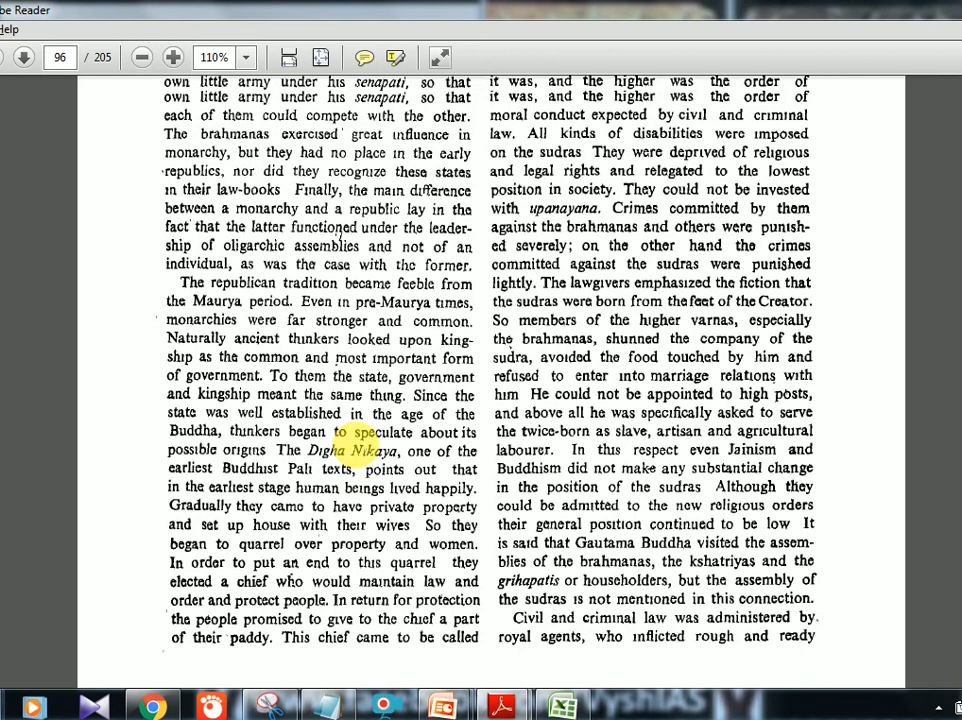 be Reader
Help
96 / 205
110%
own little army under his senapati, so that
own little army under his senapati, so that
each of them could compete with the other.
The brahmanas exercised great influence in
monarchy, but they had no place in the early
republics, nor did they recognize these states
in their law-books Finally, the main difference
between a monarchy and a republic lay in the
fact that the latter functioned under the leader-
ship of oligarchic assemblies and not of an
individual, as was the case with the former.
The republican tradition became feeble from
the Maurya period. Even in pre-Maurya times,
monarchies were far stronger and common.
Naturally ancient thinkers looked upon king-
ship as the common and most important form
of government. To them the state, government
and kingship meant the same thing. Since the
state was well established in the age of the
Buddha, thinkers began to speculate about its
possible origins The Digha Nikaya, one of the
earliest Buddhist Pali texts, points out that
in the earliest stage human beings lived happily.
Gradually they came to have private property
and set up house with their wives So they
began to quarrel over property and women.
In order to put an end to this quarrel they
elected a chief who would maintain law and
order and protect people. In return for protection
the people promised to give to the chief a part
of their paddy. This chief came to be called
it was, and the higher was the order of
it was, and the higher was the order of
moral conduct expected by civil and criminal
law. All kinds of disabilities were imposed
on the sudras They were deprived of religious
and legal rights and relegated to the lowest
position in society. They could not be invested
with upanayana. Crimes committed by them
against the brahmanas and others were punish-
ed severely; on the other hand the crimes
committed against the sudras were punished
lightly. The lawgivers emphasized the fiction that
the sudras were born from the feet of the Creator.
So members of the higher varnas, especially
the brahmanas, shunned the company of the
sudra, avoided the food touched by him and
refused to enter into marriage relations with
him He could not be appointed to high posts,
and above all he was specifically asked to serve
the twice-born as slave, artisan and agricultural
labourer. In this respect even Jainism and
Buddhism did not make any substantial change
in the position of the sudras Although they
could be admitted to the new religious orders
their general position continued to be low It
is said that Gautama Buddha visited the assem-
blies of the brahmanas, the kshatriyas and the
grihapatis or householders, but the assembly of
the sudras is not mentioned in this connection.
Civil and criminal law was administered by
royal agents, who inflicted rough and ready
VyshIAS